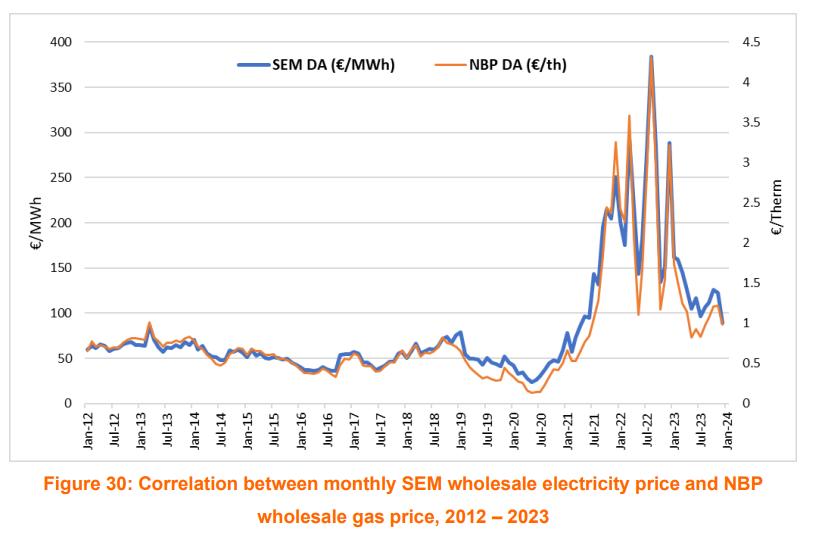 SEM DA (€/MWh) NBP DA (€/th)
400
350
300
250
200
150
100
50
0
€/MWh
4.5
4
3.5
3
2.5
2
1.5
1
0.5
0
€/Therm
Jan-12
Jul-12
Jan-13
Jul-13
Jan-14
Jul-14
Jan-15
Jul-15
Jan-16
Jul-16
Jan-17
Jul-17
Jan-18
Jul-18
Jan-19
Jul-19
Jan-20
Jul-20
Jan-21
Jul-21
Jan-22
Jul-22
Jan-23
Jul-23
Jan-24
Figure 30: Correlation between monthly SEM wholesale electricity price and NBP
wholesale gas price, 2012 – 2023